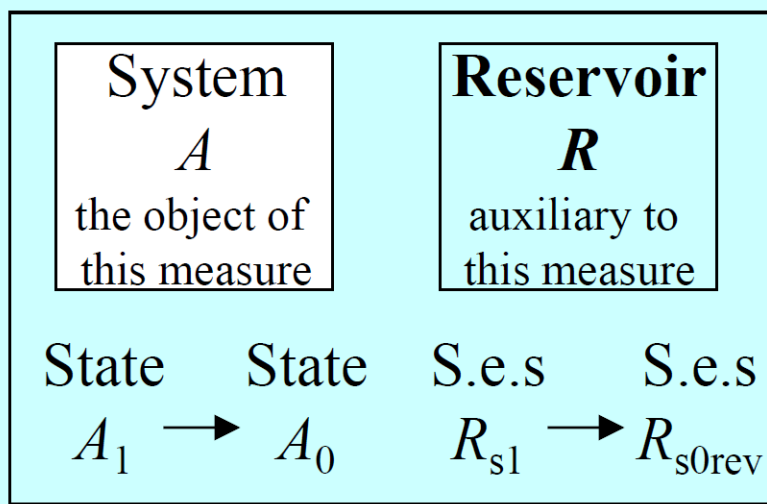 System
A
the object of
this measure
Reservoir
R
auxiliary to
this measure
State State S.e.s S.e.s
A₁ → A₀ Rₛ₁ → Rₛ₀rev